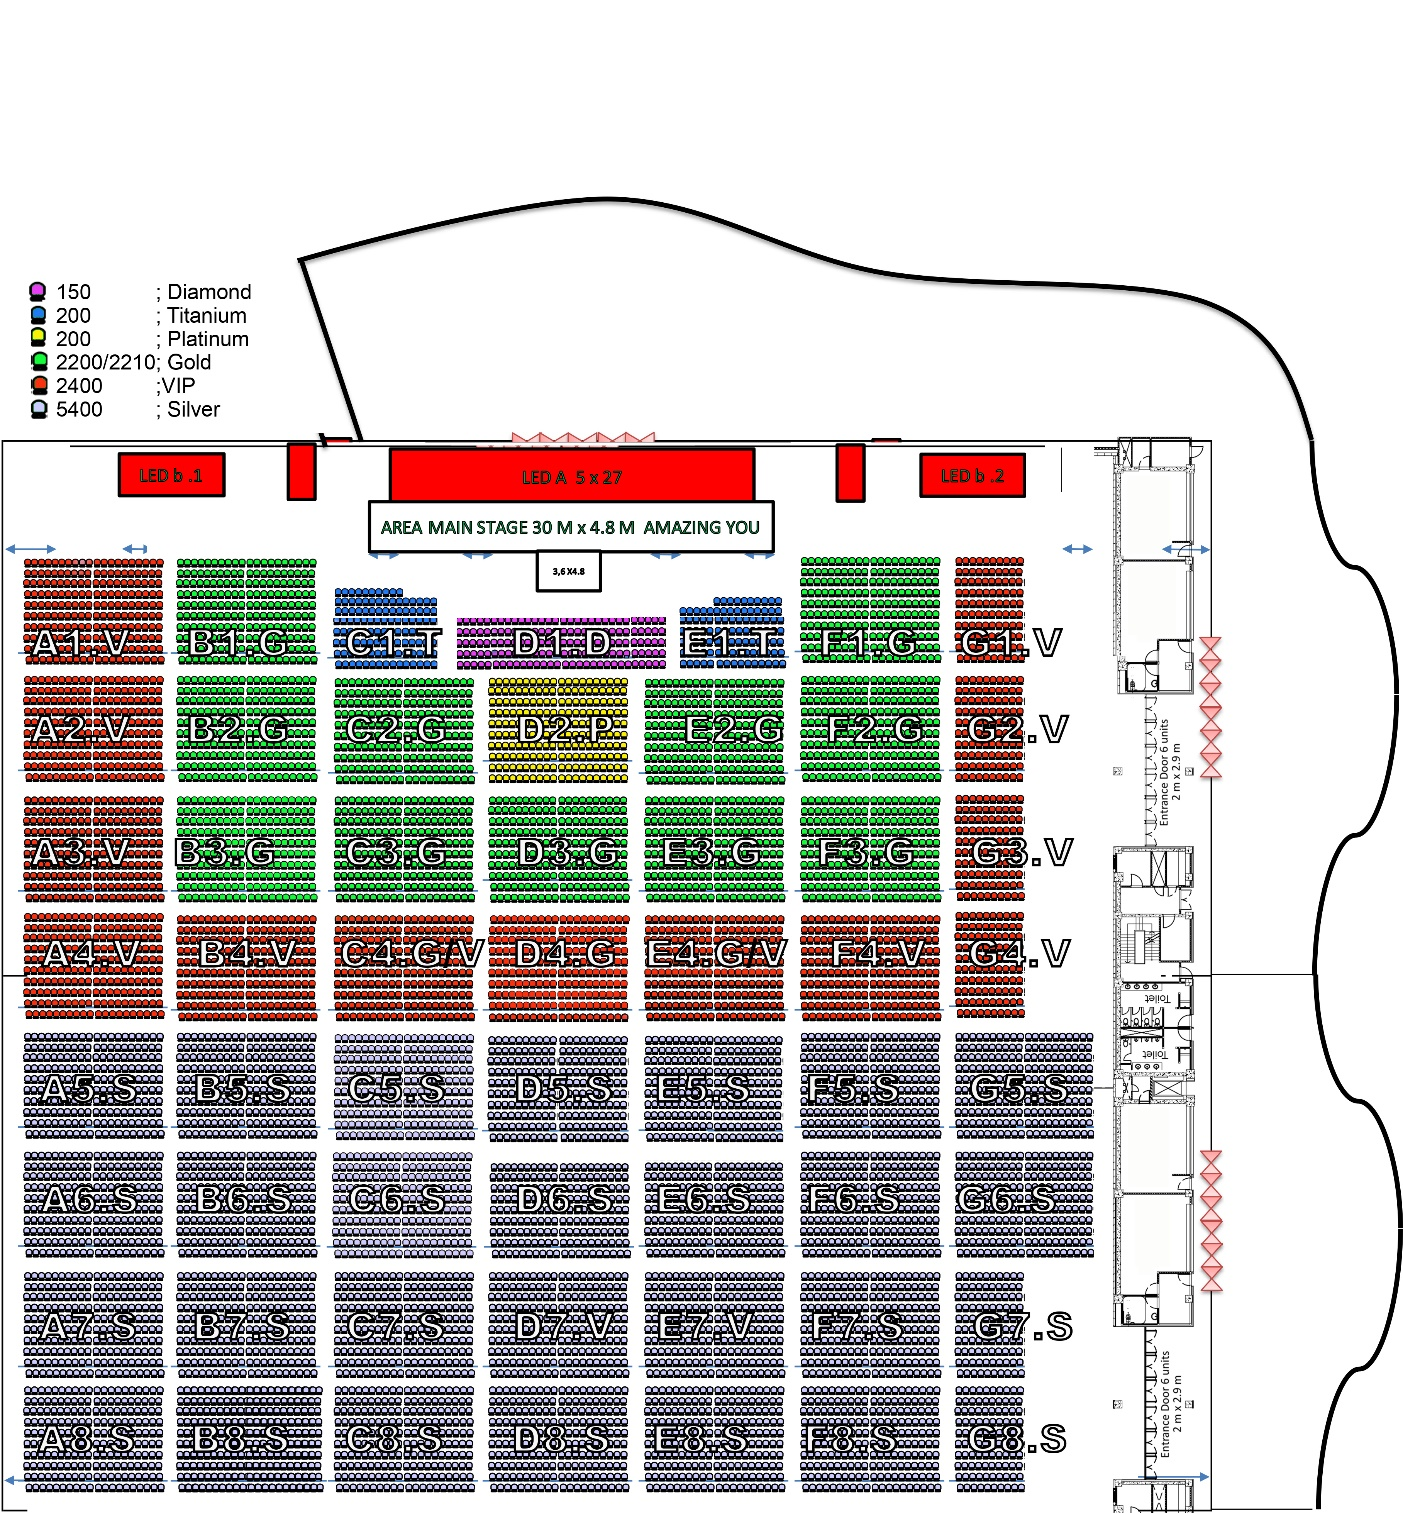 150 ; Diamond
200 ; Titanium
200 ; Platinum
2200/2210; Gold
2400 ;VIP
5400 ; Silver
LED b .1
LED A 5 x 27
LED b .2
AREA MAIN STAGE 30 M x 4.8 M AMAZING YOU
3,6 X4.8
A1.V B1.G C1.T D1.D E1.T F1.G G1.V
A2.V B2.G C2.G D2.P E2.G F2.G G2.V
Entrance Door 6 units
2 m x 2.9 m
A3.V B3.G C3.G D3.G E3.G F3.G G3.V
A4.V B4.V C4.G/V D4.G E4.G/V F4.V G4.V
Toilet
Toilet
A5.S B5.S C5.S D5.S E5.S F5.S G5.S
A6.S B6.S C6.S D6.S E6.S F6.S G6.S
A7.S B7.S C7.S D7.V E7.V F7.S G7.S
Entrance Door 6 units
2 m x 2.9 m
A8.S B8.S C8.S D8.S E8.S F8.S G8.S